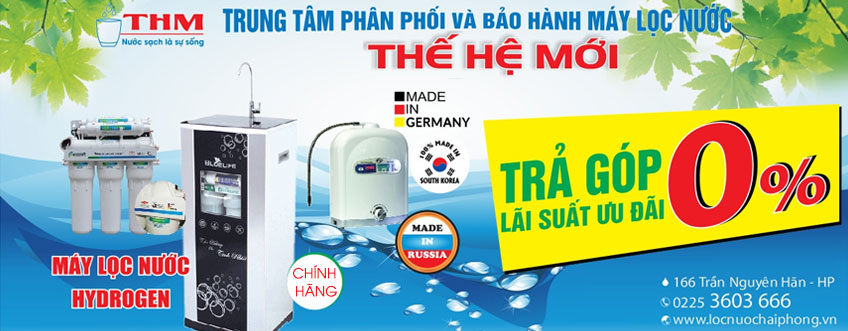 THM
Nước sạch là sự sống
TRUNG TÂM PHÂN PHỐI VÀ BẢO HÀNH MÁY LỌC NƯỚC
THẾ HỆ MỚI
MADE
IN
GERMANY
100% MADE IN
SOUTH KOREA
MADE
IN
RUSSIA
BLUELIFE
MÁY LỌC NƯỚC
HYDROGEN
CHÍNH
HÃNG
TRẢ GÓP
LÃI SUẤT ƯU ĐÃI
0%
166 Trần Nguyên Hãn - HP
0225 3603 666
www.locnuochaiphong.vn